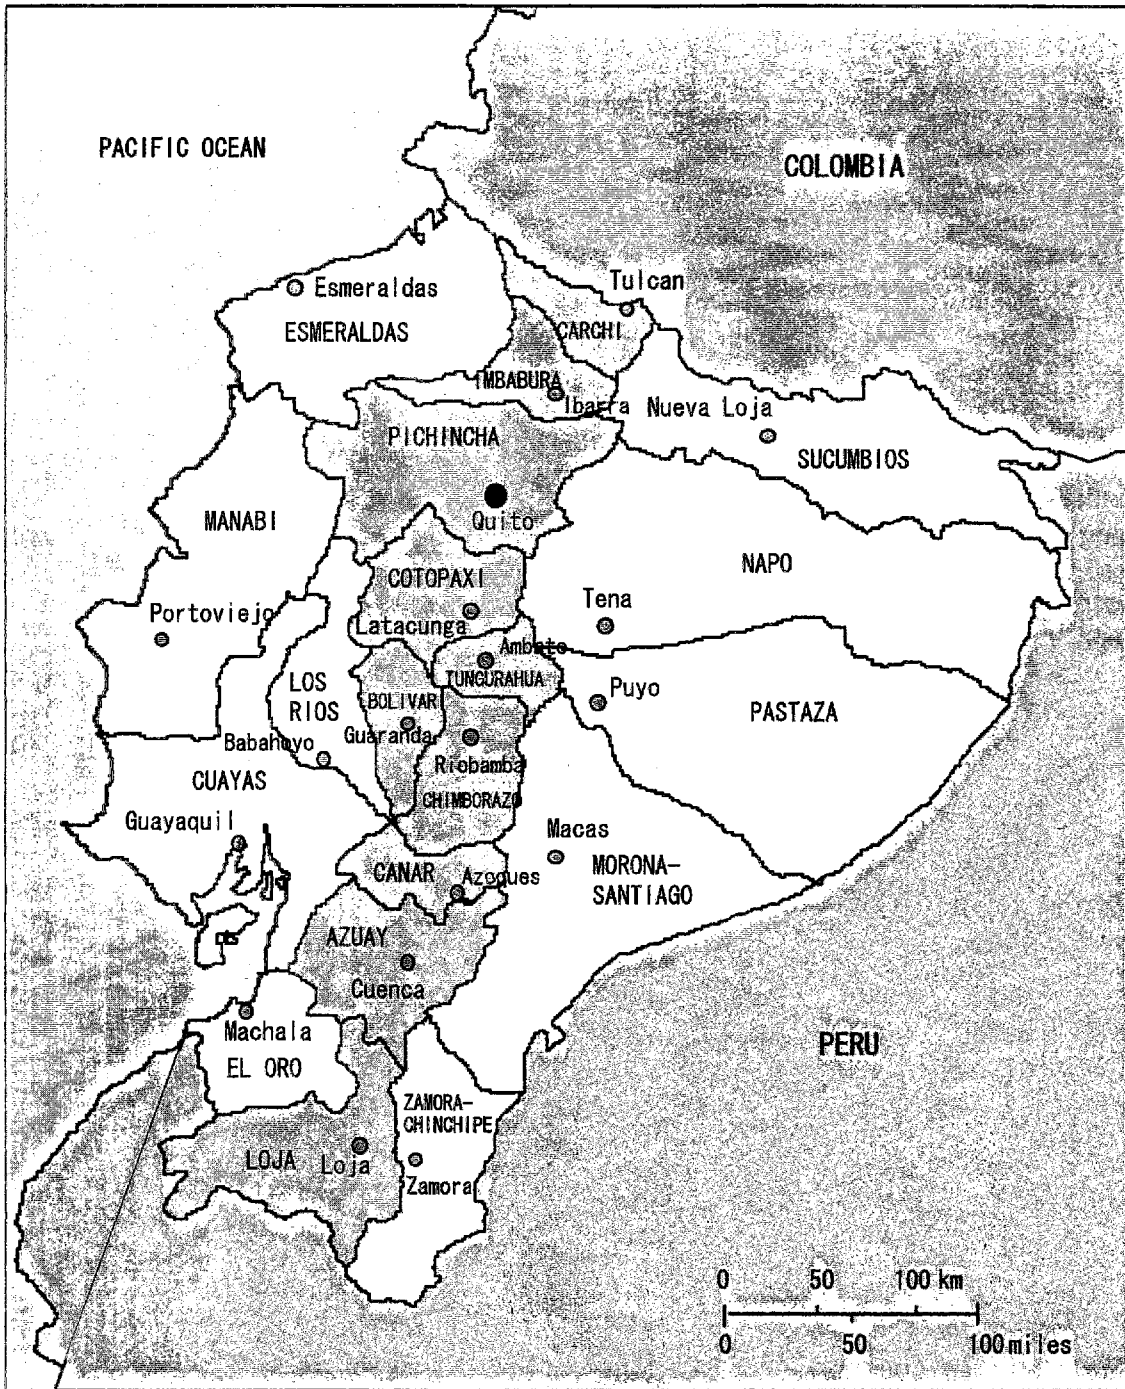 PACIFIC OCEAN
COLOMBIA
Tulcan
Esmeraldas
ESMERALDAS
CARCHI
IMBABURA
Ibarra
Nueva Loja
PICHINCHA
SUCUMBIOS
Quito
MANABI
NAPO
COTOPAXI
Tena
Portoviejo
Latacunga
Ambato
TUNGURAHUA
LOS
RIOS
BOLIVAR
Puyo
PASTAZA
Guaranda
Babahoyo
Riobamba
CUAYAS
CHIMBORAZO
Guayaquil
Macas
CANAR
Azogues
MORONA-
SANTIAGO
AZUAY
Cuenca
Machala
PERU
EL ORO
ZAMORA-
CHINCHIPE
LOJA
Loja
Zamora
0 50 100 km
0 50 100 miles